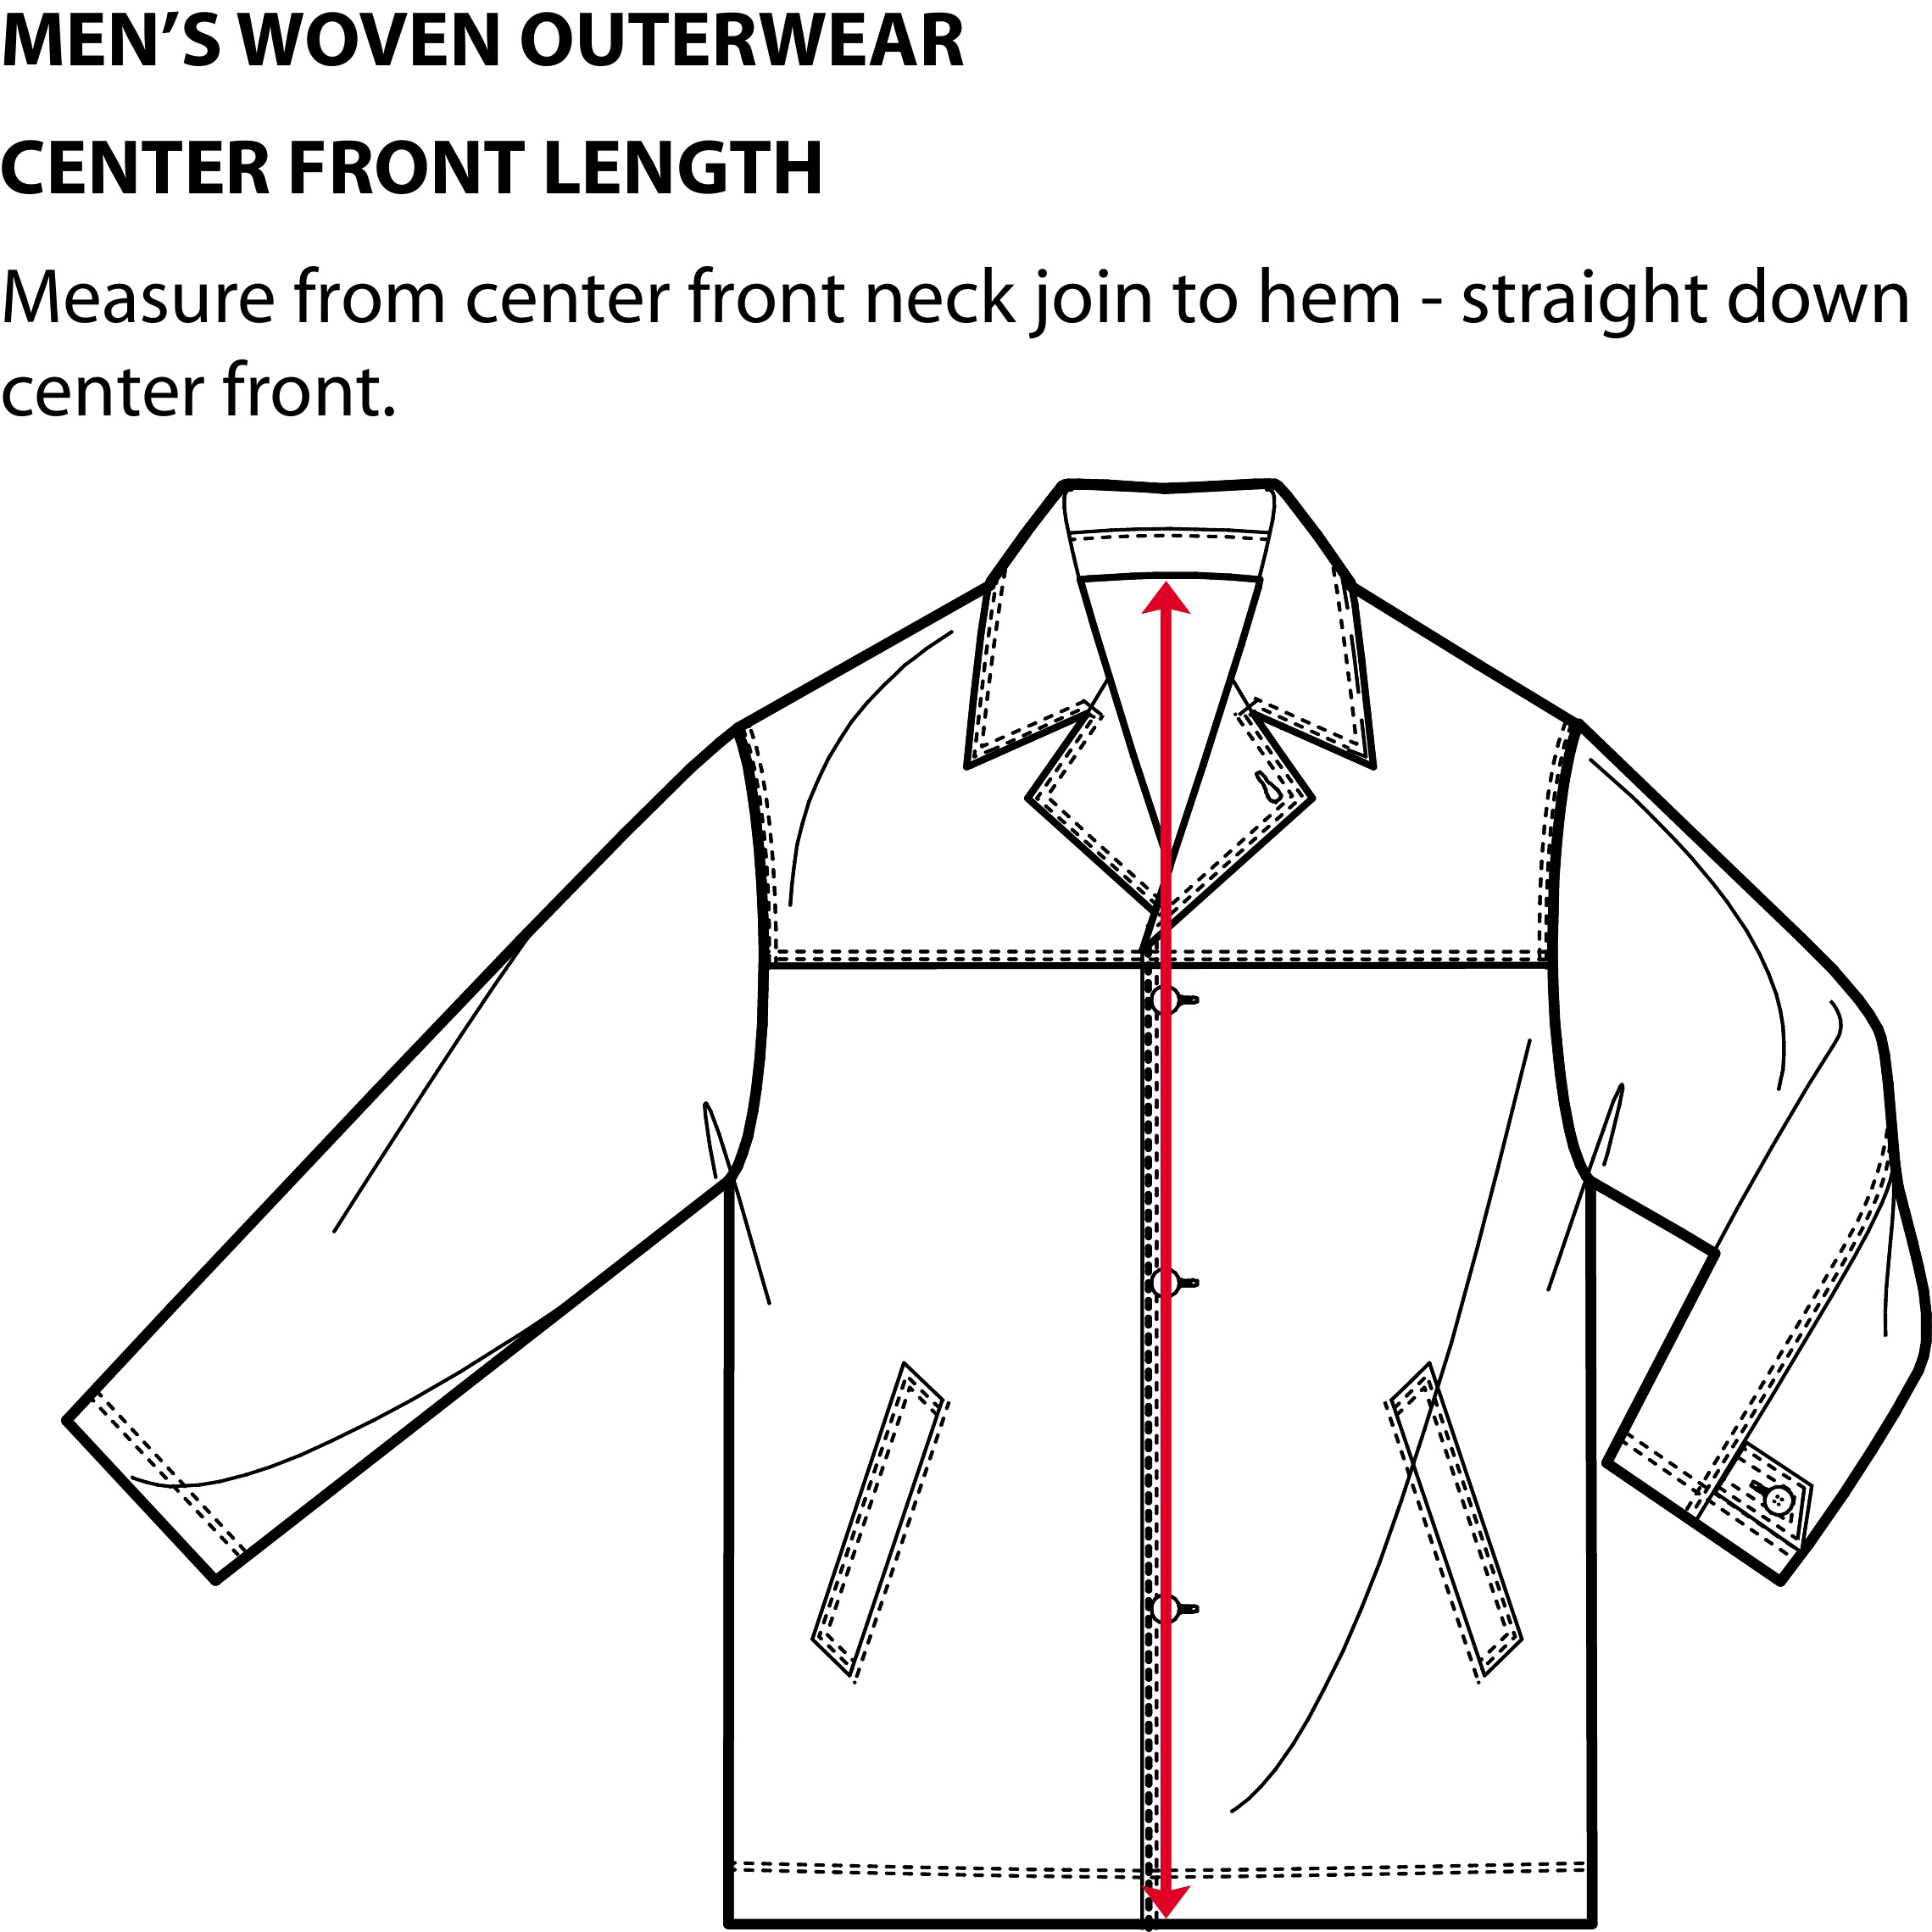 MEN‘S WOVEN OUTERWEAR
CENTER FRONT LENGTH
Measure from center front neck join to hem - straight down
center front.